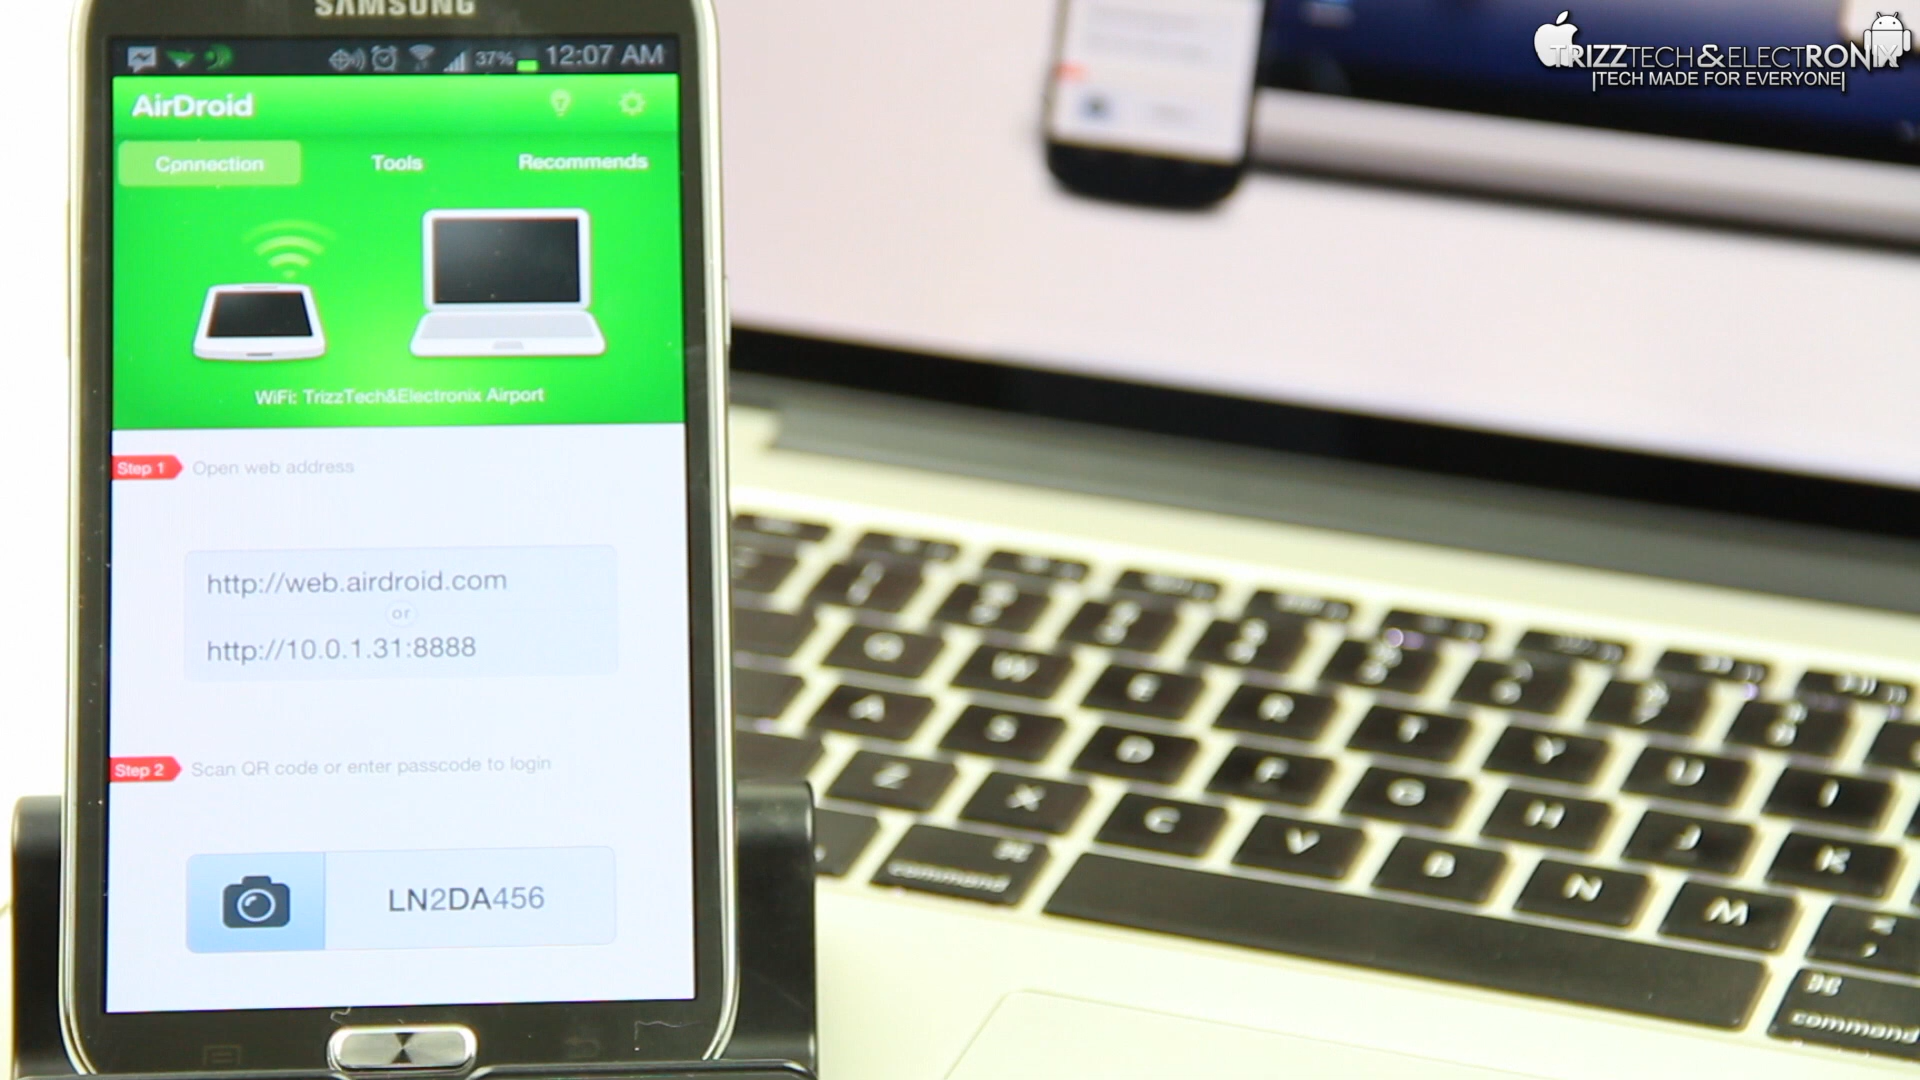 SAMSUNG
37% 12:07 AM
AirDroid
Connection Tools Recommends
WiFi: TrizzTech&Electronix Airport
Step 1 Open web address
http://web.airdroid.com
or
http://10.0.1.31:8888
Step 2 Scan QR code or enter passcode to login
LN2DA456
TRIZZTECH&ELECTRONIX
|TECH MADE FOR EVERYONE|
W E R T Y U I
A S D F G H J K
Z X C V B N M
command
command